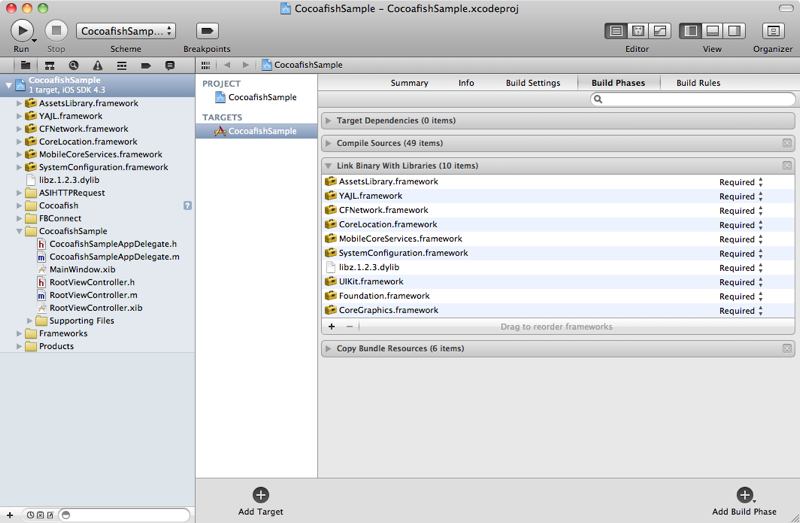 CocoafishSample – CocoafishSample.xcodeproj
CocoafishSamp...
Run
Stop
Scheme
Breakpoints
Editor
View
Organizer
CocoafishSample
1 target, iOS SDK 4.3
AssetsLibrary.framework
YAJL.framework
CFNetwork.framework
CoreLocation.framework
MobileCoreServices.framework
SystemConfiguration.framework
libz.1.2.3.dylib
ASIHTTPRequest
Cocoafish
?
FBConnect
CocoafishSample
h CocoafishSampleAppDelegate.h
m CocoafishSampleAppDelegate.m
MainWindow.xib
h RootViewController.h
m RootViewController.m
RootViewController.xib
Supporting Files
Frameworks
Products
CocoafishSample
PROJECT
CocoafishSample
TARGETS
CocoafishSample
Summary
Info
Build Settings
Build Phases
Build Rules
Target Dependencies (0 items)
Compile Sources (49 items)
Link Binary With Libraries (10 items)
AssetsLibrary.framework Required
YAJL.framework Required
CFNetwork.framework Required
CoreLocation.framework Required
MobileCoreServices.framework Required
SystemConfiguration.framework Required
libz.1.2.3.dylib Required
UIKit.framework Required
Foundation.framework Required
CoreGraphics.framework Required
Drag to reorder frameworks
Copy Bundle Resources (6 items)
Add Target
Add Build Phase